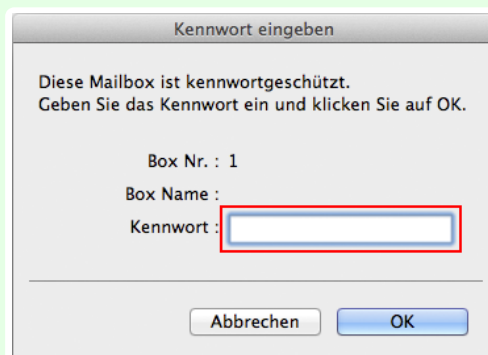 Kennwort eingeben
Diese Mailbox ist kennwortgeschützt.
Geben Sie das Kennwort ein und klicken Sie auf OK.
Box Nr. : 1
Box Name :
Kennwort :
Abbrechen OK